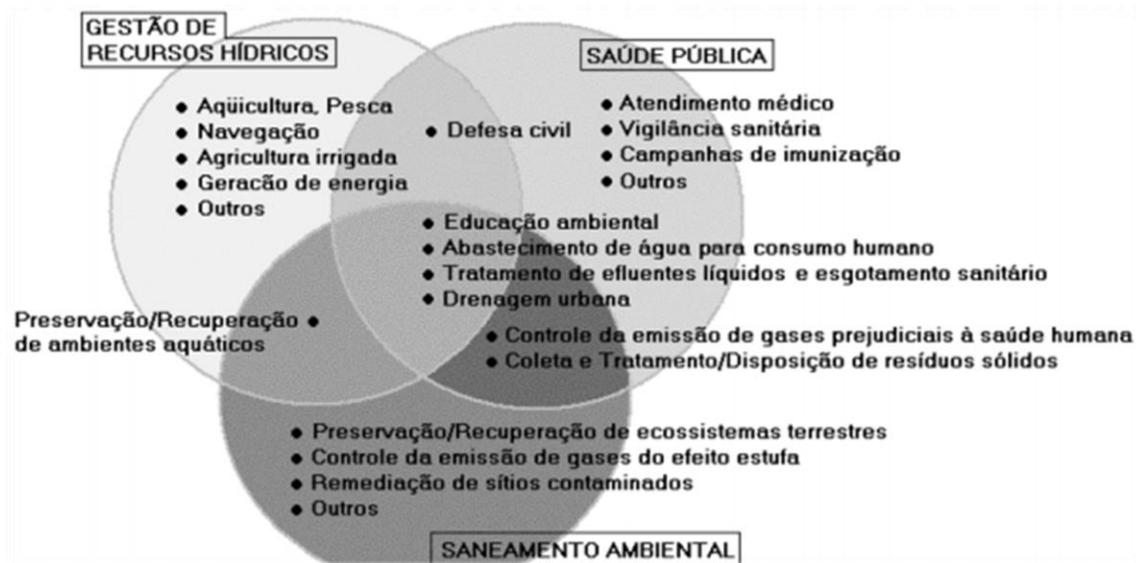 GESTÃO DE
RECURSOS HÍDRICOS
● Aqüicultura, Pesca
● Navegação
● Agricultura irrigada
● Geracão de energia
● Outros
● Defesa civil
SAÚDE PÚBLICA
● Atendimento médico
● Vigilância sanitária
● Campanhas de imunização
● Outros
● Educação ambiental
● Abastecimento de água para consumo humano
● Tratamento de efluentes líquidos e esgotamento sanitário
● Drenagem urbana
Preservação/Recuperação ●
de ambientes aquáticos
● Controle da emissão de gases prejudiciais à saúde humana
● Coleta e Tratamento/Disposição de resíduos sólidos
● Preservação/Recuperação de ecossistemas terrestres
● Controle da emissão de gases do efeito estufa
● Remediação de sítios contaminados
● Outros
SANEAMENTO AMBIENTAL